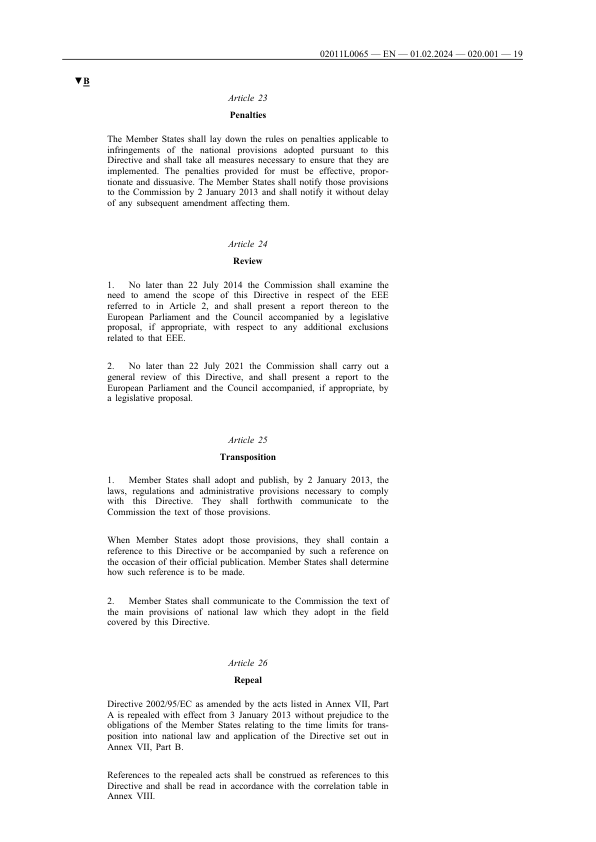 02011L0065 — EN — 01.02.2024 — 020.001 — 19
▼B
Article 23
Penalties
The Member States shall lay down the rules on penalties applicable to
infringements of the national provisions adopted pursuant to this
Directive and shall take all measures necessary to ensure that they are
implemented. The penalties provided for must be effective, propor-
tionate and dissuasive. The Member States shall notify those provisions
to the Commission by 2 January 2013 and shall notify it without delay
of any subsequent amendment affecting them.
Article 24
Review
1. No later than 22 July 2014 the Commission shall examine the
need to amend the scope of this Directive in respect of the EEE
referred to in Article 2, and shall present a report thereon to the
European Parliament and the Council accompanied by a legislative
proposal, if appropriate, with respect to any additional exclusions
related to that EEE.
2. No later than 22 July 2021 the Commission shall carry out a
general review of this Directive, and shall present a report to the
European Parliament and the Council accompanied, if appropriate, by
a legislative proposal.
Article 25
Transposition
1. Member States shall adopt and publish, by 2 January 2013, the
laws, regulations and administrative provisions necessary to comply
with this Directive. They shall forthwith communicate to the
Commission the text of those provisions.
When Member States adopt those provisions, they shall contain a
reference to this Directive or be accompanied by such a reference on
the occasion of their official publication. Member States shall determine
how such reference is to be made.
2. Member States shall communicate to the Commission the text of
the main provisions of national law which they adopt in the field
covered by this Directive.
Article 26
Repeal
Directive 2002/95/EC as amended by the acts listed in Annex VII, Part
A is repealed with effect from 3 January 2013 without prejudice to the
obligations of the Member States relating to the time limits for trans-
position into national law and application of the Directive set out in
Annex VII, Part B.
References to the repealed acts shall be construed as references to this
Directive and shall be read in accordance with the correlation table in
Annex VIII.